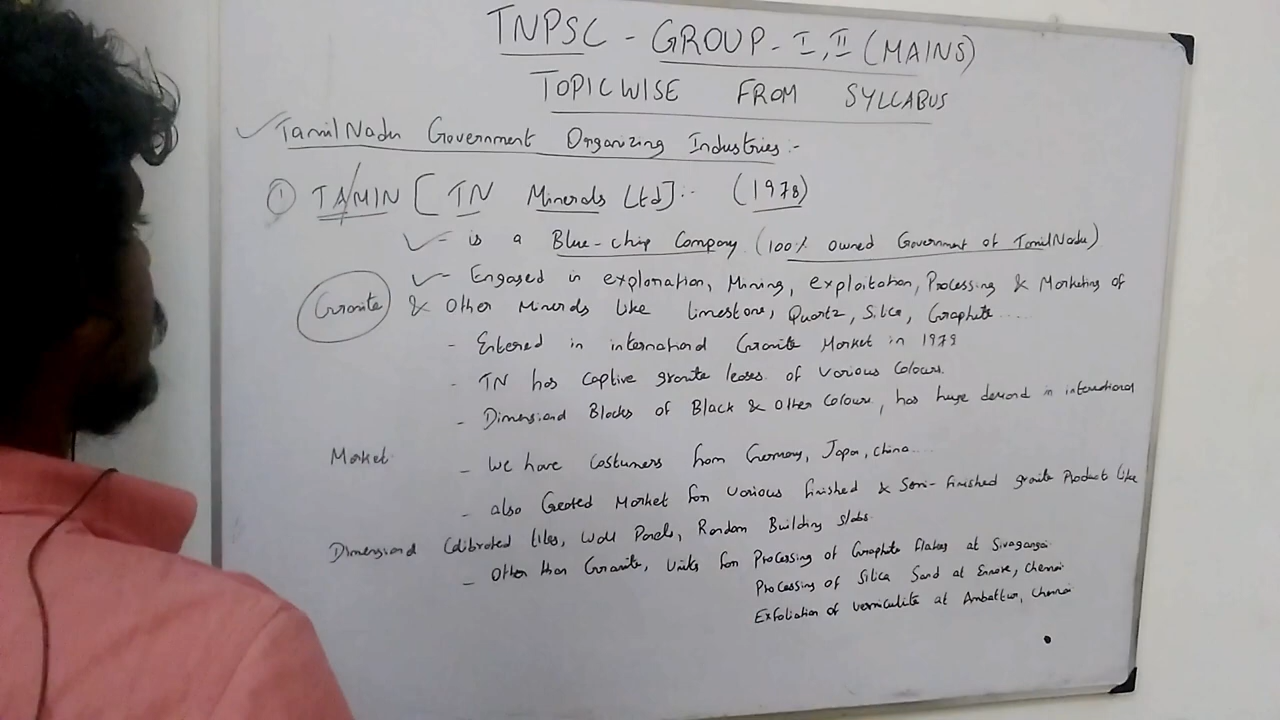 TNPSC - GROUP - I, II (MAINS)
TOPICWISE FROM SYLLABUS
✓ TamilNadu Government Organizing Industries :-
① TAMIN [ TN Minerals Ltd] :- (1978)
✓ - is a Blue-chip Company (100% owned Government of TamilNadu)
✓ - Engased in exploration, Mining, exploitation, Processing & Marketing of
Granite & Other Minerals like limestone, Quartz, Silica, Graphite.....
- Entered in international Granite Market in 1979
- TN has captive granite leases of various colours.
- Dimensional Blocks of Black & other colours, has huge demand in international
Market
- We have Costumers from Germany, Japan, China....
- also Created Market for various finished & Semi-finished granite Product like
Dimensional Calibrated tiles, Wall Panels, Random Building slabs.
- Other than Granite, Units for Processing of Graphite flakes at Sivagangai
Processing of Silica Sand at Ennore, Chennai
Exfoliation of vermiculite at Ambattur, Chennai